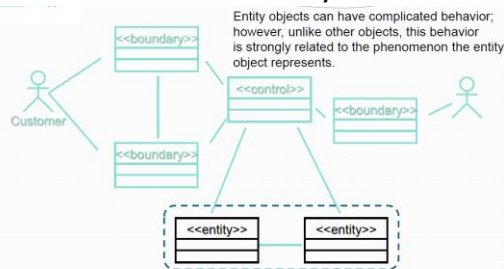 Entity objects can have complicated behavior;
however, unlike other objects, this behavior
is strongly related to the phenomenon the entity
object represents.
<<boundary>>
<<control>>
<<boundary>>
Customer
<<boundary>>
<<entity>>
<<entity>>